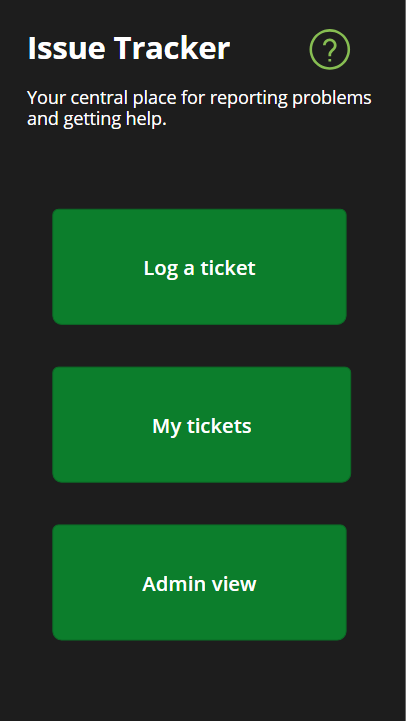 Issue Tracker
?
Your central place for reporting problems
and getting help.
Log a ticket
My tickets
Admin view